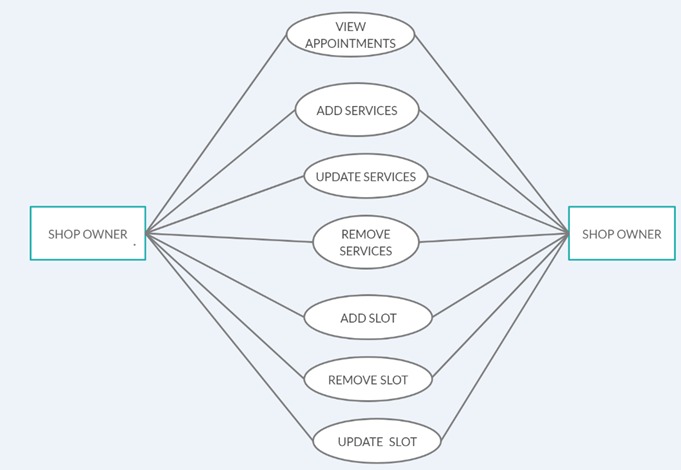 VIEW
APPOINTMENTS
ADD SERVICES
UPDATE SERVICES
SHOP OWNER .
REMOVE
SERVICES
SHOP OWNER
ADD SLOT
REMOVE SLOT
UPDATE SLOT